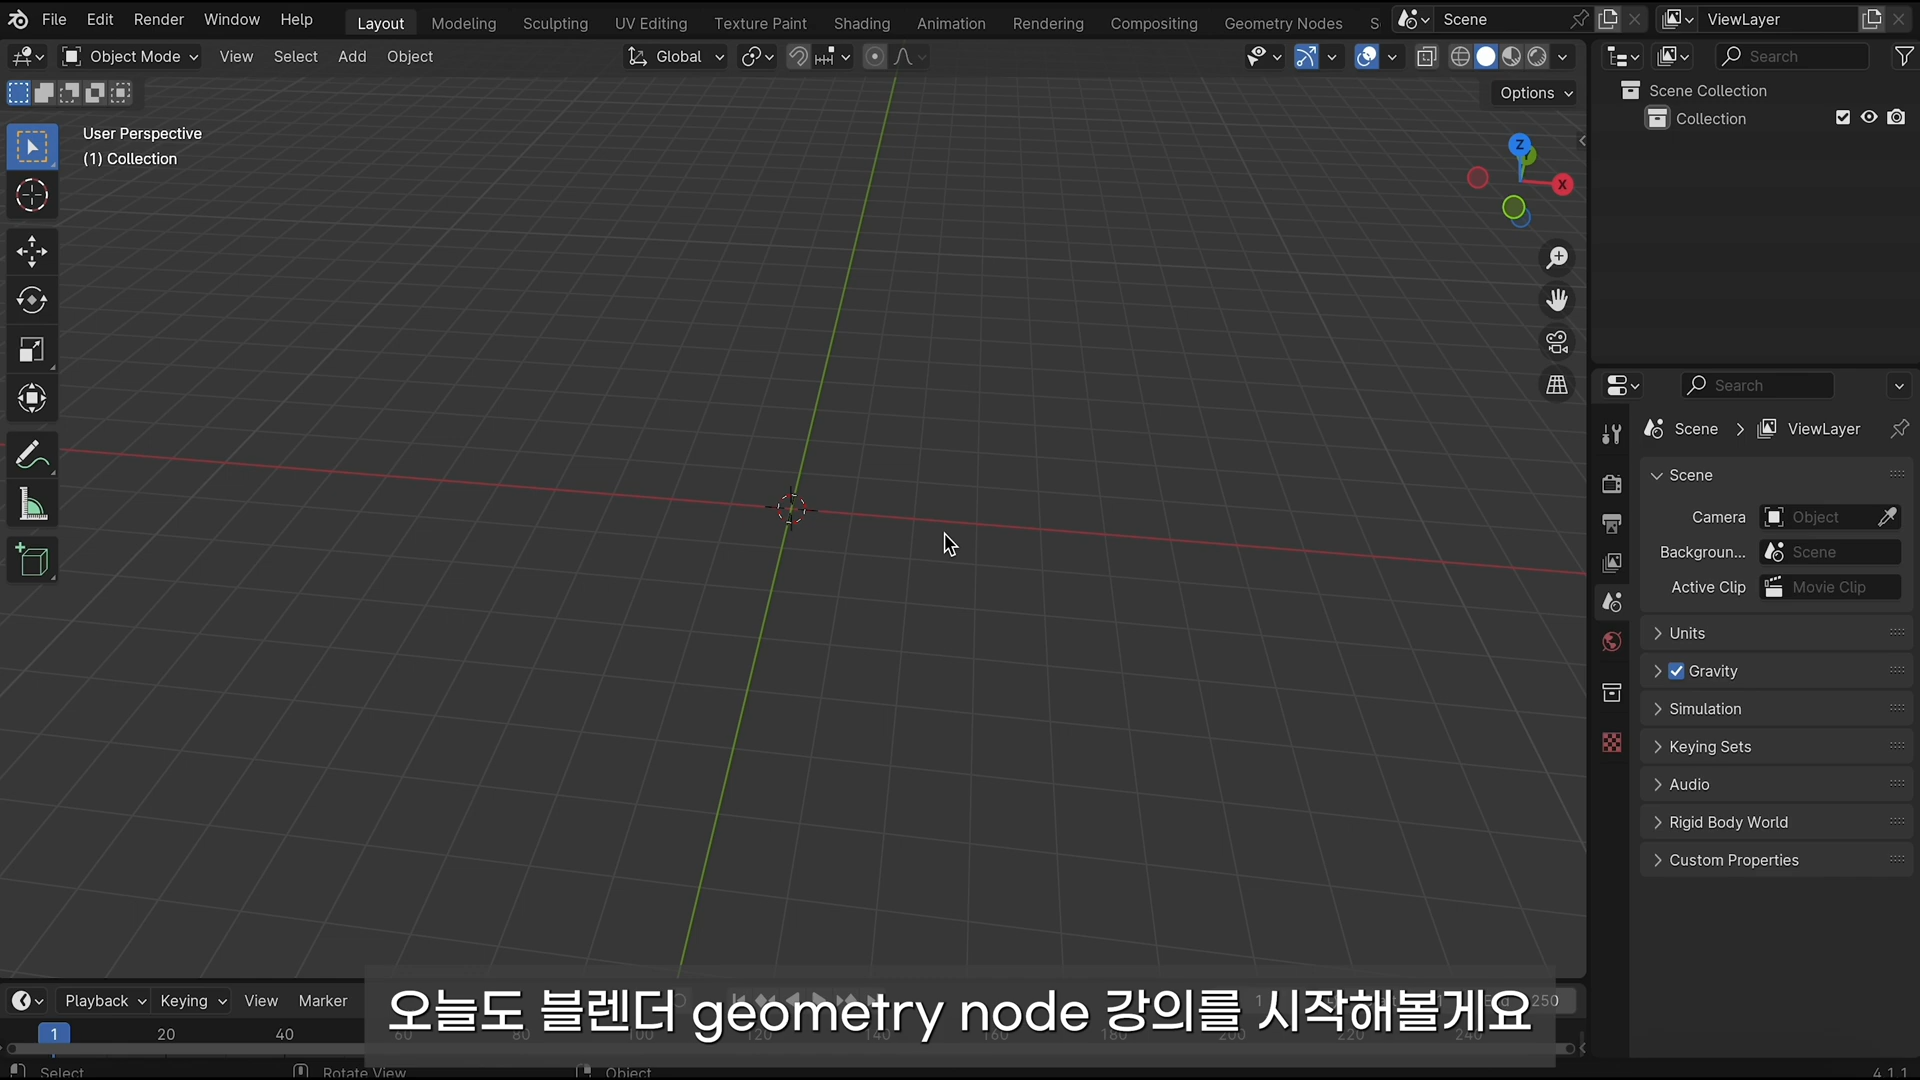 File Edit Render Window Help Layout Modeling Sculpting UV Editing Texture Paint Shading Animation Rendering Compositing Geometry Nodes S Scene ViewLayer
Object Mode View Select Add Object Global Search
Options
User Perspective
(1) Collection
Z
X
Scene Collection
Collection
Search
Scene ViewLayer
Scene
Camera Object
Backgroun... Scene
Active Clip Movie Clip
Units
Gravity
Simulation
Keying Sets
Audio
Rigid Body World
Custom Properties
Playback Keying View Marker 250
1 20 40
오늘도 블렌더 geometry node 강의를 시작해볼게요
Select Rotate View Object 4.1.1